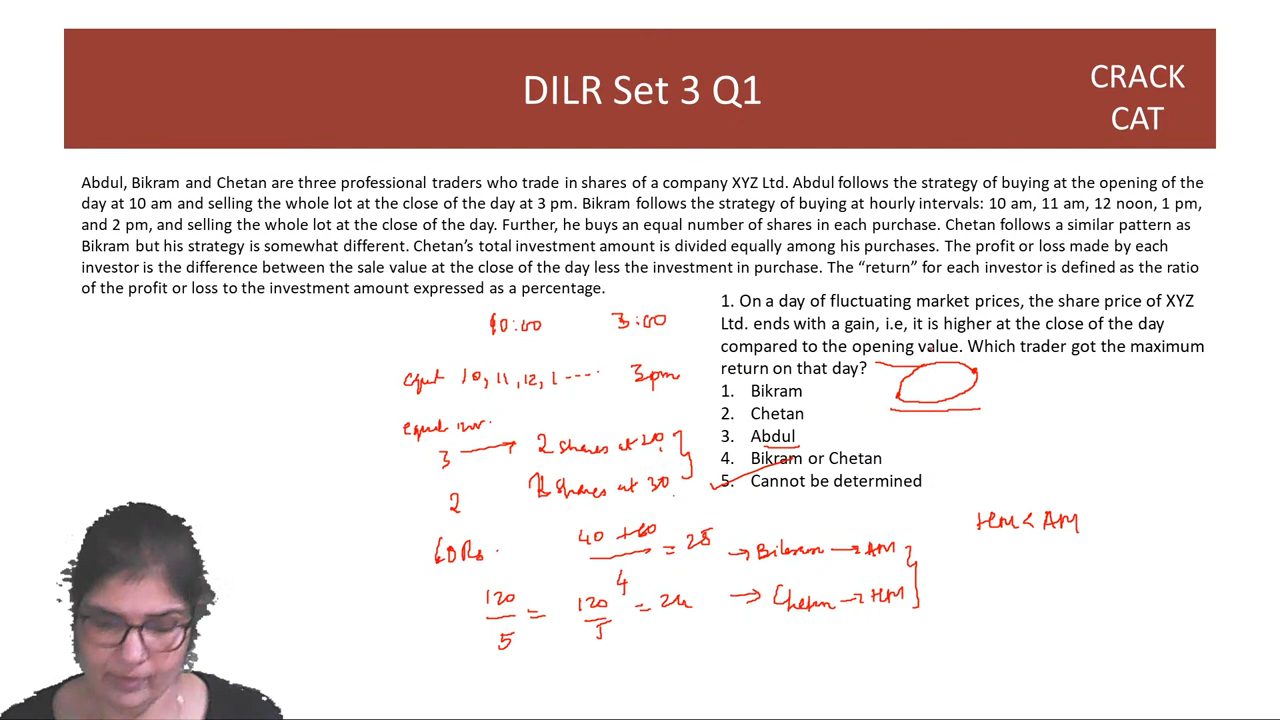 DILR Set 3 Q1
CRACK
CAT
Abdul, Bikram and Chetan are three professional traders who trade in shares of a company XYZ Ltd. Abdul follows the strategy of buying at the opening of the
day at 10 am and selling the whole lot at the close of the day at 3 pm. Bikram follows the strategy of buying at hourly intervals: 10 am, 11 am, 12 noon, 1 pm,
and 2 pm, and selling the whole lot at the close of the day. Further, he buys an equal number of shares in each purchase. Chetan follows a similar pattern as
Bikram but his strategy is somewhat different. Chetan’s total investment amount is divided equally among his purchases. The profit or loss made by each
investor is the difference between the sale value at the close of the day less the investment in purchase. The “return” for each investor is defined as the ratio
of the profit or loss to the investment amount expressed as a percentage.
1. On a day of fluctuating market prices, the share price of XYZ
Ltd. ends with a gain, i.e, it is higher at the close of the day
compared to the opening value. Which trader got the maximum
return on that day?
1. Bikram
2. Chetan
3. Abdul
4. Bikram or Chetan
5. Cannot be determined
10:00 3:00
equal 10, 11, 12, 1 ---- 3pm
equal inv.
3 → 2 shares at 20
2 shares at 30
2
60Rs
40 + 60
= 25 → Bikram → AM
4
120 = 120 = 24 → Chetan → HM
5 5
HM < AM